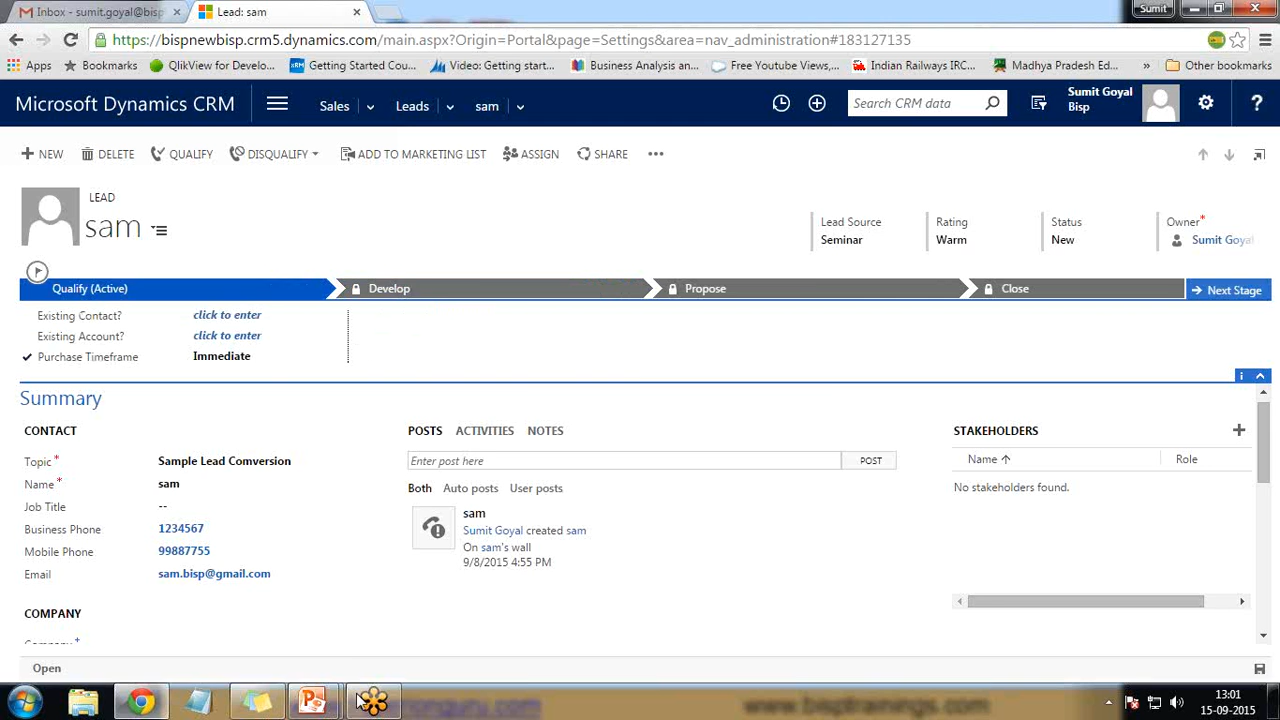 Inbox - sumit.goyal@bisp
Lead: sam
Sumit
https://bispnewbisp.crm5.dynamics.com/main.aspx?Origin=Portal&page=Settings&area=nav_administration#183127135
Apps
Bookmarks
QlikView for Develo...
Getting Started Cou...
Video: Getting start...
Business Analysis an...
Free Youtube Views,...
Indian Railways IRC...
Madhya Pradesh Ed...
»
Other bookmarks
Microsoft Dynamics CRM
Sales
Leads
sam
Search CRM data
Sumit Goyal
Bisp
?
NEW
DELETE
QUALIFY
DISQUALIFY
ADD TO MARKETING LIST
ASSIGN
SHARE
LEAD
sam
Lead Source
Seminar
Rating
Warm
Status
New
Owner*
Sumit Goya
Qualify (Active)
Develop
Propose
Close
Next Stage
Existing Contact? click to enter
Existing Account? click to enter
Purchase Timeframe Immediate
Summary
CONTACT
Topic* Sample Lead Comversion
Name* sam
Job Title --
Business Phone 1234567
Mobile Phone 99887755
Email sam.bisp@gmail.com
COMPANY
POSTS ACTIVITIES NOTES
Enter post here POST
Both Auto posts User posts
sam
Sumit Goyal created sam
On sam's wall
9/8/2015 4:55 PM
STAKEHOLDERS
Name Role
No stakeholders found.
Open
13:01
15-09-2015